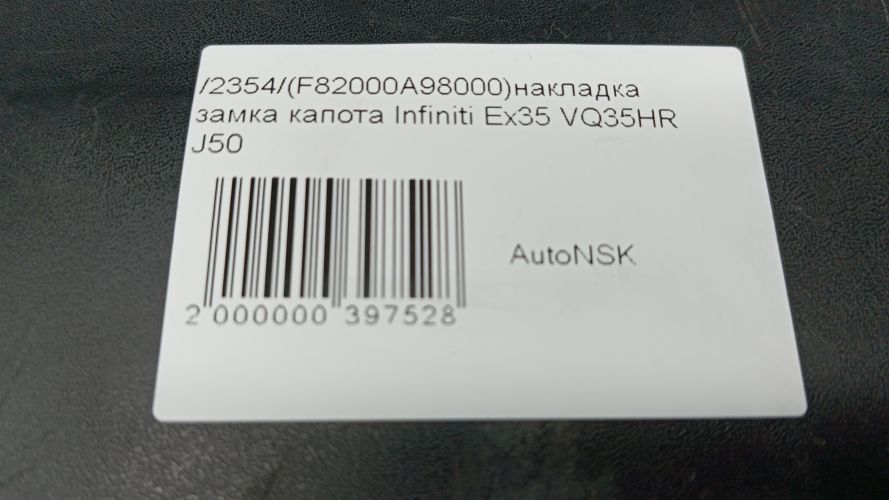 /2354/(F82000A98000)накладка
замка капота Infiniti Ex35 VQ35HR
J50
AutoNSK
2 000000 397528